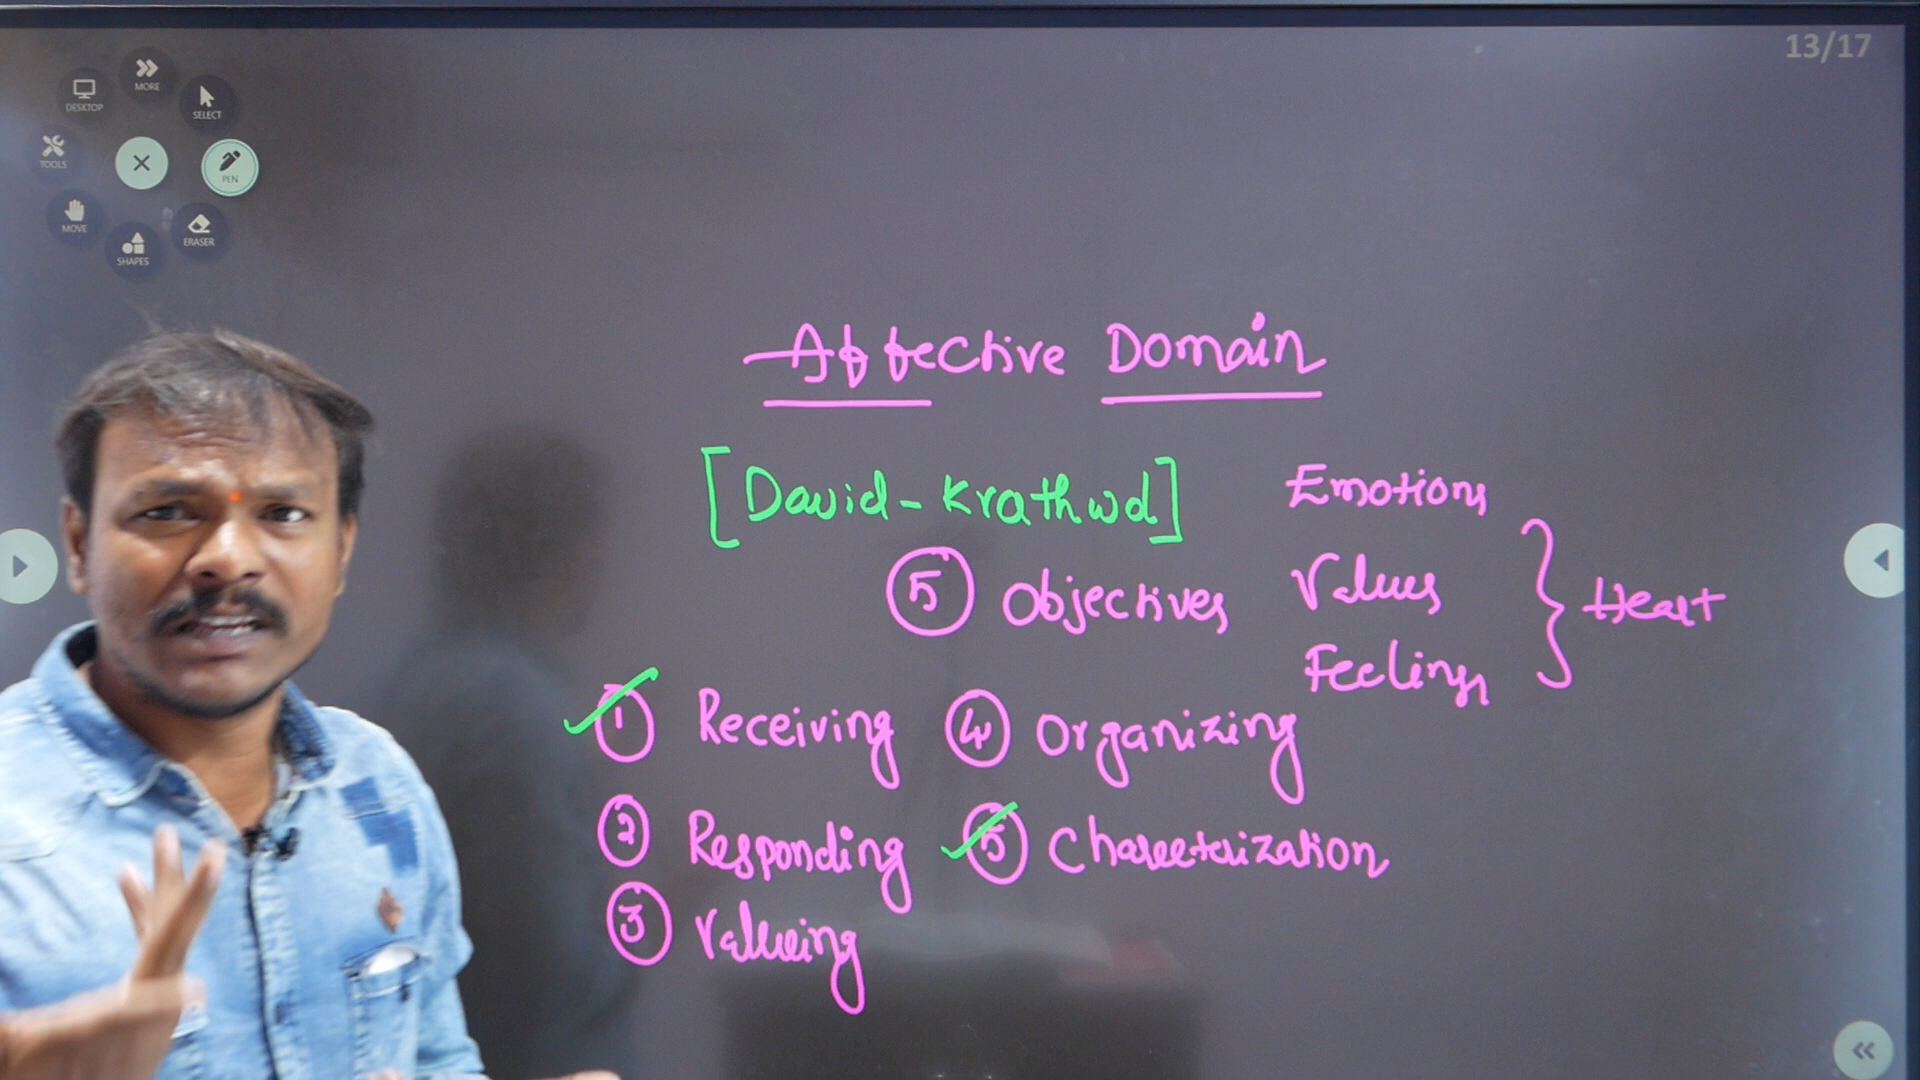 13/17
MORE
DESKTOP
SELECT
TOOLS
PEN
MOVE
ERASER
SHAPES
Affective Domain
[David - Krathwol]
Emotions
Values
Feelings
Heart
5 Objectives
1 Receiving
2 Responding
3 Valueing
4 Organizing
5 Charecterization